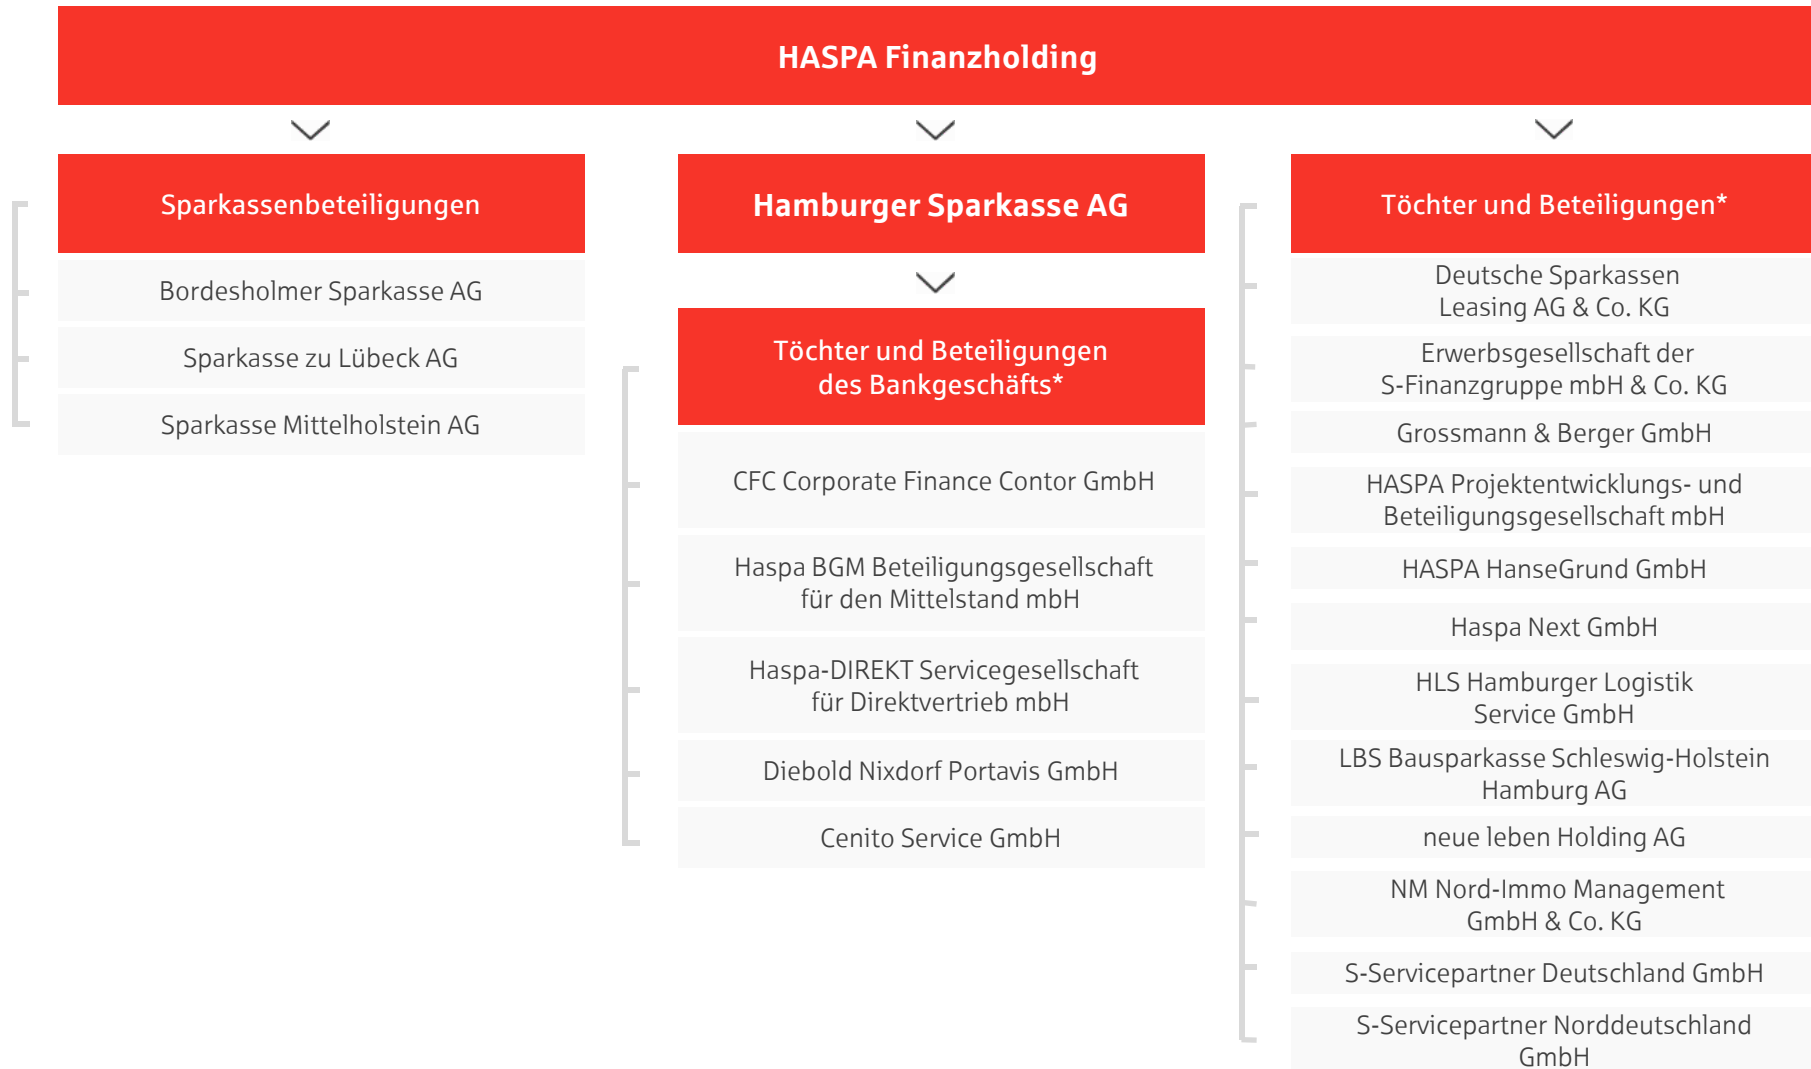 HASPA Finanzholding
Sparkassenbeteiligungen
Bordesholmer Sparkasse AG
Sparkasse zu Lübeck AG
Sparkasse Mittelholstein AG
Hamburger Sparkasse AG
Töchter und Beteiligungen
des Bankgeschäfts*
CFC Corporate Finance Contor GmbH
Haspa BGM Beteiligungsgesellschaft
für den Mittelstand mbH
Haspa-DIREKT Servicegesellschaft
für Direktvertrieb mbH
Diebold Nixdorf Portavis GmbH
Cenito Service GmbH
Töchter und Beteiligungen*
Deutsche Sparkassen
Leasing AG & Co. KG
Erwerbsgesellschaft der
S-Finanzgruppe mbH & Co. KG
Grossmann & Berger GmbH
HASPA Projektentwicklungs- und
Beteiligungsgesellschaft mbH
HASPA HanseGrund GmbH
Haspa Next GmbH
HLS Hamburger Logistik
Service GmbH
LBS Bausparkasse Schleswig-Holstein
Hamburg AG
neue leben Holding AG
NM Nord-Immo Management
GmbH & Co. KG
S-Servicepartner Deutschland GmbH
S-Servicepartner Norddeutschland
GmbH